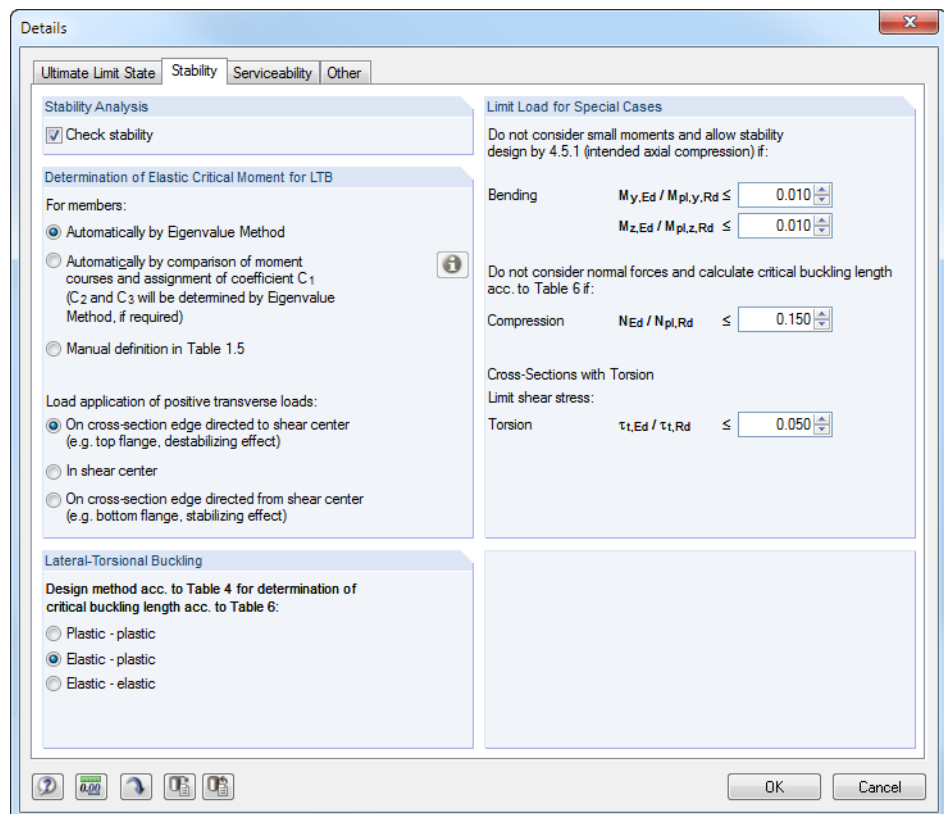 Details
Ultimate Limit State Stability Serviceability Other
Stability Analysis
Check stability
Determination of Elastic Critical Moment for LTB
For members:
Automatically by Eigenvalue Method
Automatically by comparison of moment
courses and assignment of coefficient C1
(C2 and C3 will be determined by Eigenvalue
Method, if required)
Manual definition in Table 1.5
Load application of positive transverse loads:
On cross-section edge directed to shear center
(e.g. top flange, destabilizing effect)
In shear center
On cross-section edge directed from shear center
(e.g. bottom flange, stabilizing effect)
Lateral-Torsional Buckling
Design method acc. to Table 4 for determination of
critical buckling length acc. to Table 6:
Plastic - plastic
Elastic - plastic
Elastic - elastic
Limit Load for Special Cases
Do not consider small moments and allow stability
design by 4.5.1 (intended axial compression) if:
Bending My,Ed / Mpl,y,Rd ≤ 0.010
Mz,Ed / Mpl,z,Rd ≤ 0.010
Do not consider normal forces and calculate critical buckling length
acc. to Table 6 if:
Compression NEd / Npl,Rd ≤ 0.150
Cross-Sections with Torsion
Limit shear stress:
Torsion τt,Ed / τt,Rd ≤ 0.050
0.00
OK Cancel